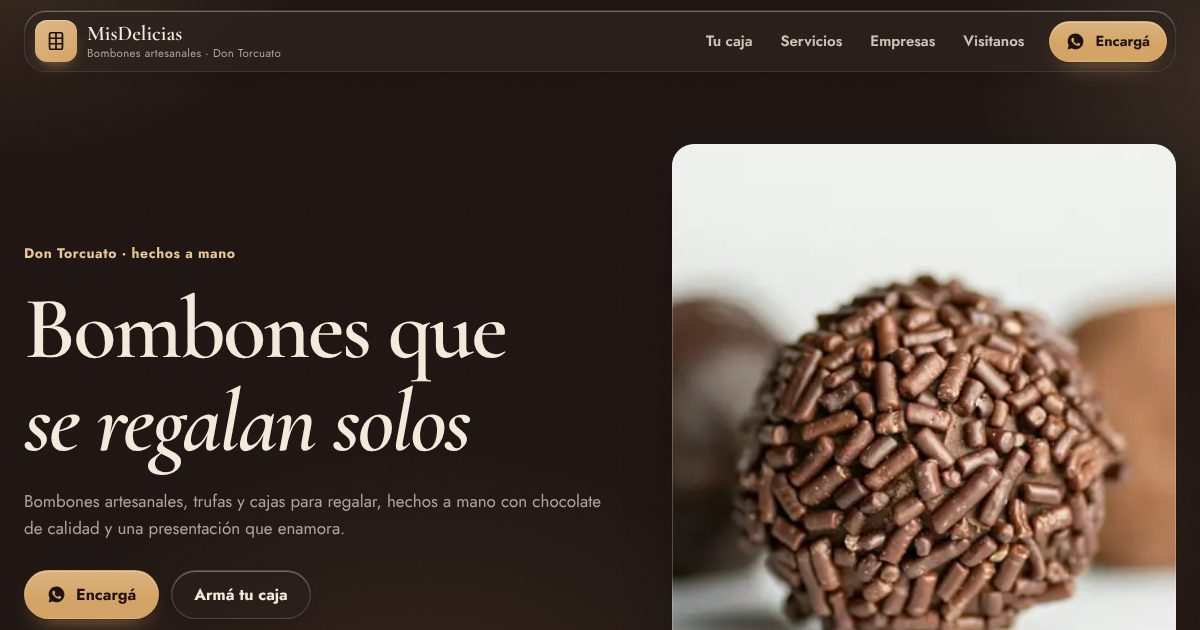 MisDelicias
Bombones artesanales · Don Torcuato
Tu caja
Servicios
Empresas
Visitanos
Encargá
Don Torcuato · hechos a mano
Bombones que
se regalan solos
Bombones artesanales, trufas y cajas para regalar, hechos a mano con chocolate
de calidad y una presentación que enamora.
Encargá
Armá tu caja